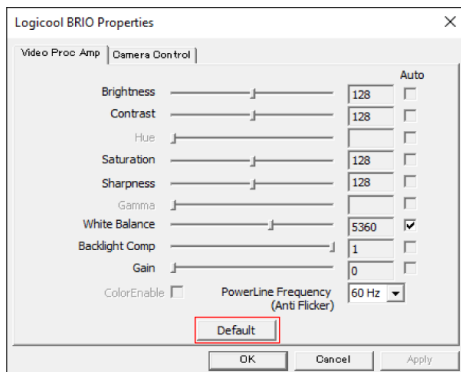 Logicool BRIO Properties
Video Proc Amp Camera Control
Auto
Brightness 128
Contrast 128
Hue
Saturation 128
Sharpness 128
Gamma
White Balance 5360
Backlight Comp 1
Gain 0
ColorEnable PowerLine Frequency 60 Hz
(Anti Flicker)
Default
OK Cancel Apply